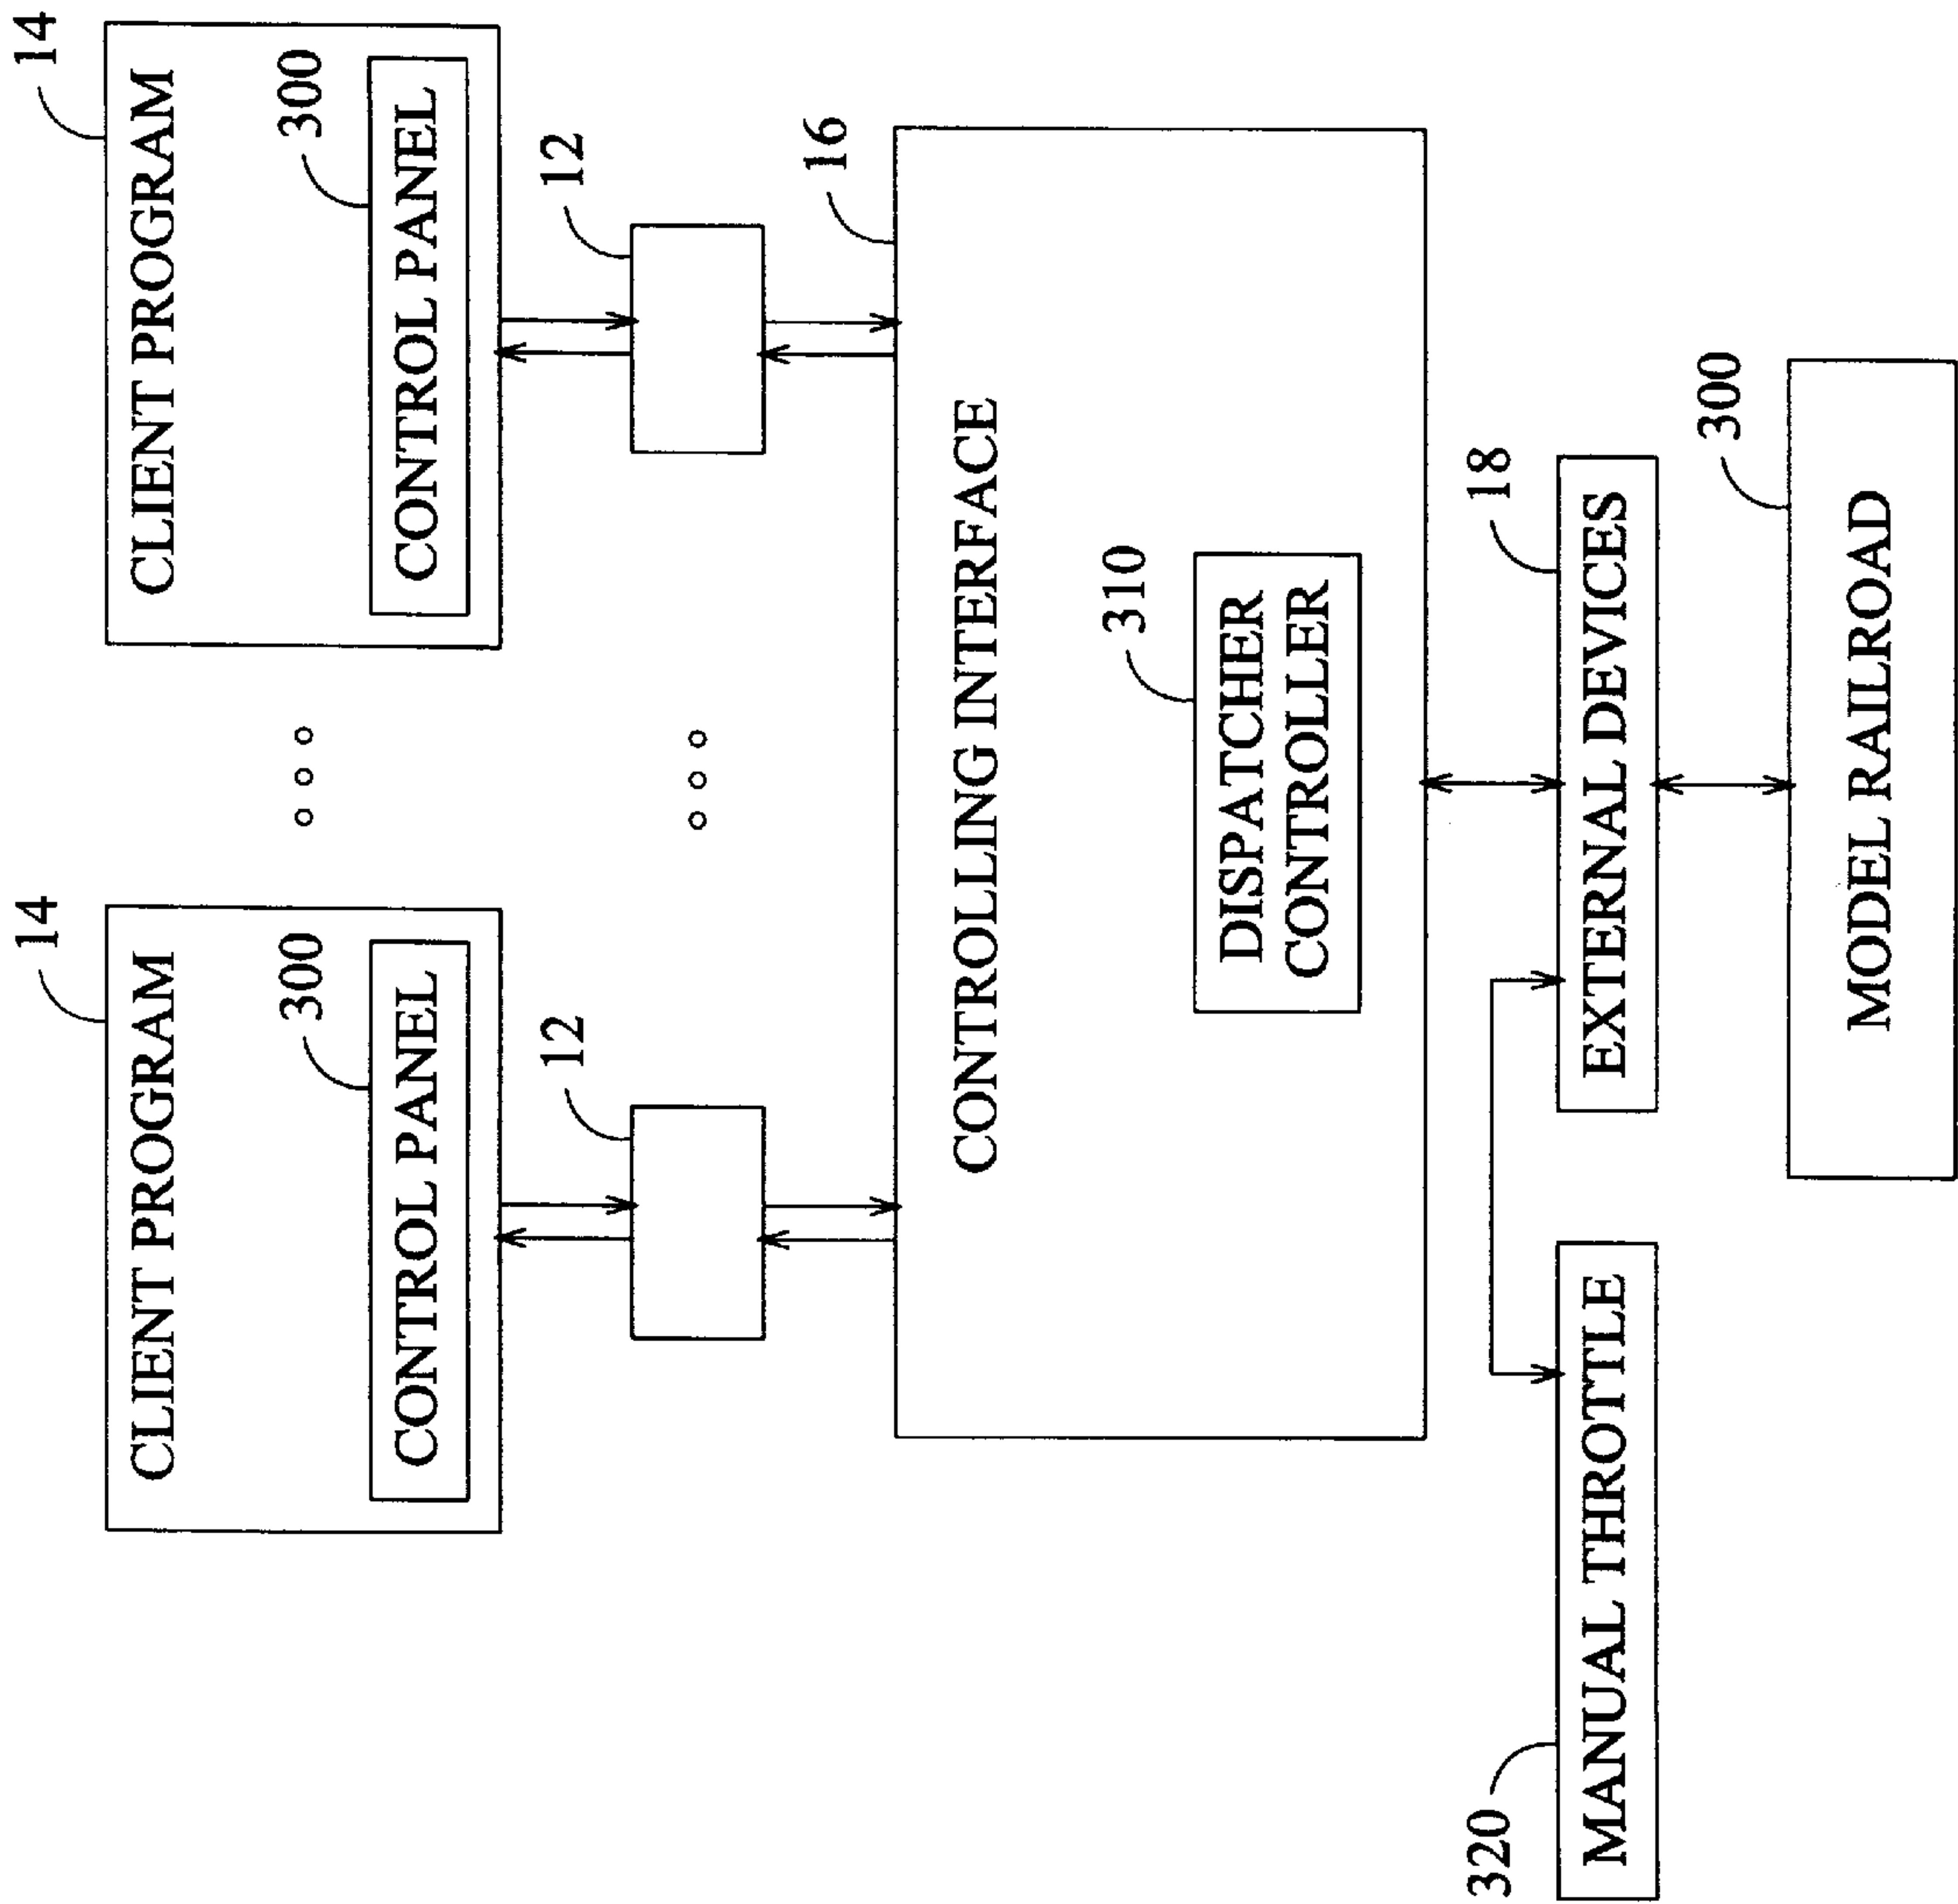 14
CLIENT PROGRAM
300
CONTROL PANEL
14
CLIENT PROGRAM
300
CONTROL PANEL
12
12
16
CONTROLLING INTERFACE
310
DISPATCHER
CONTROLLER
320
MANUAL THROTTLE
18
EXTERNAL DEVICES
300
MODEL RAILROAD